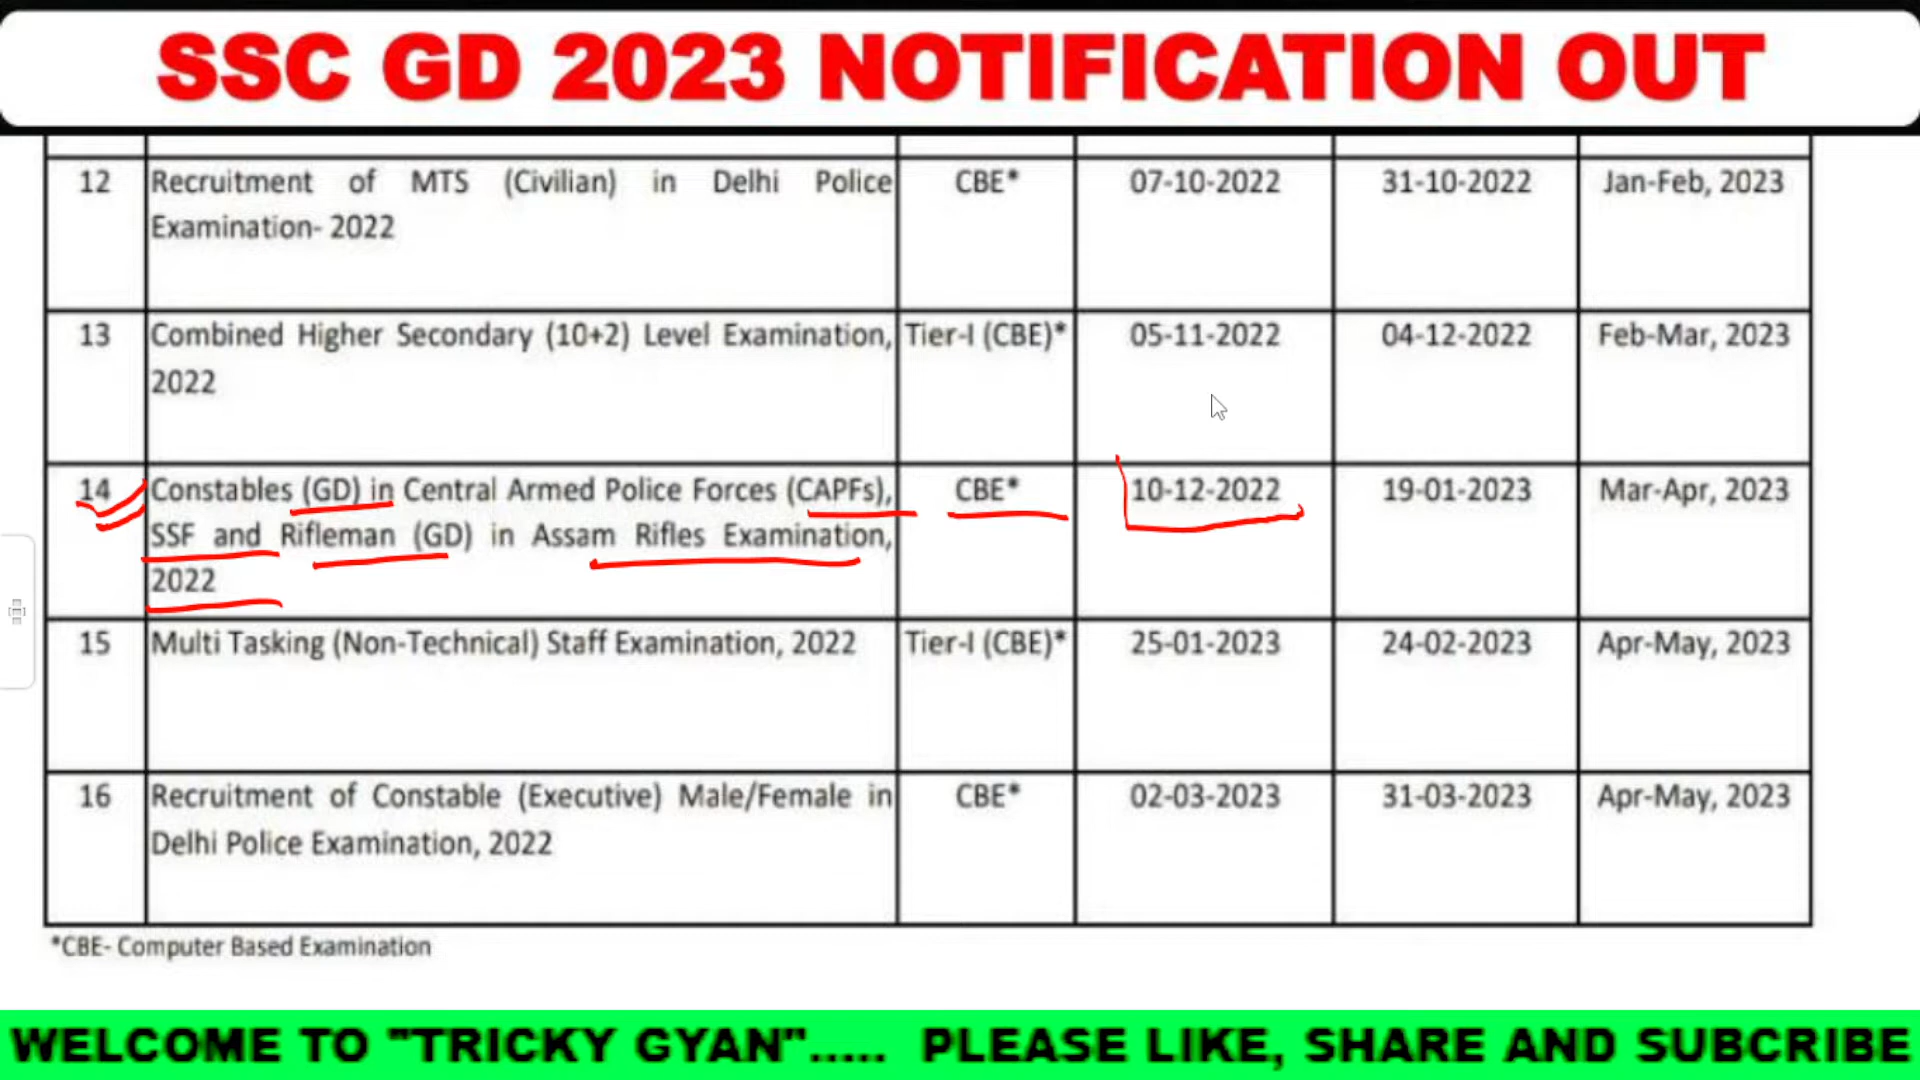 SSC GD 2023 NOTIFICATION OUT
12 Recruitment of MTS (Civilian) in Delhi Police CBE* 07-10-2022 31-10-2022 Jan-Feb, 2023
Examination- 2022
13 Combined Higher Secondary (10+2) Level Examination, Tier-I (CBE)* 05-11-2022 04-12-2022 Feb-Mar, 2023
2022
14 Constables (GD) in Central Armed Police Forces (CAPFs), CBE* 10-12-2022 19-01-2023 Mar-Apr, 2023
SSF and Rifleman (GD) in Assam Rifles Examination,
2022
15 Multi Tasking (Non-Technical) Staff Examination, 2022 Tier-I (CBE)* 25-01-2023 24-02-2023 Apr-May, 2023
16 Recruitment of Constable (Executive) Male/Female in CBE* 02-03-2023 31-03-2023 Apr-May, 2023
Delhi Police Examination, 2022
*CBE- Computer Based Examination
WELCOME TO "TRICKY GYAN"..... PLEASE LIKE, SHARE AND SUBCRIBE